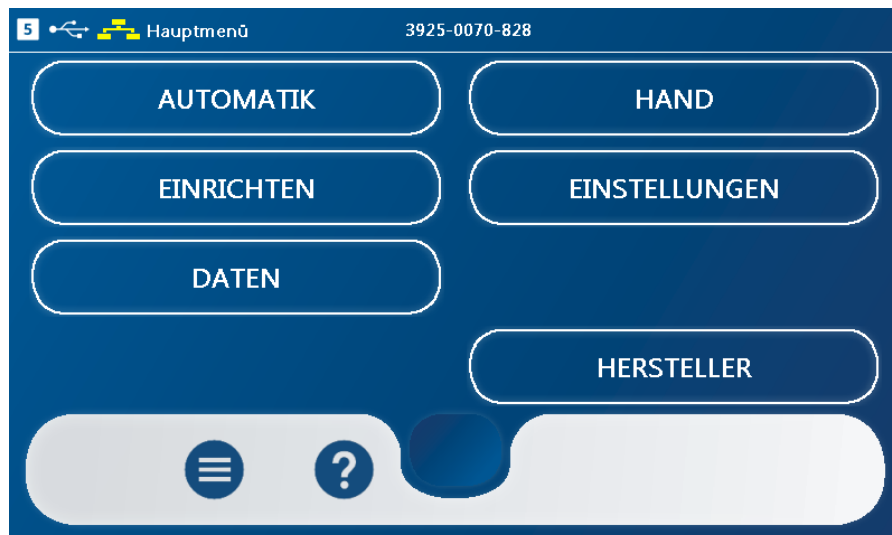 5 Hauptmenü 3925-0070-828
AUTOMATIK HAND
EINRICHTEN EINSTELLUNGEN
DATEN
HERSTELLER
?